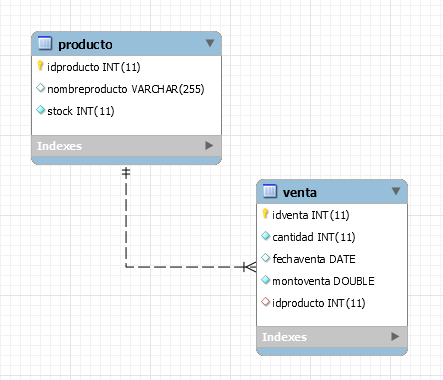 producto
idproducto INT(11)
nombreproducto VARCHAR(255)
stock INT(11)
Indexes
venta
idventa INT(11)
cantidad INT(11)
fechaventa DATE
montoventa DOUBLE
idproducto INT(11)
Indexes